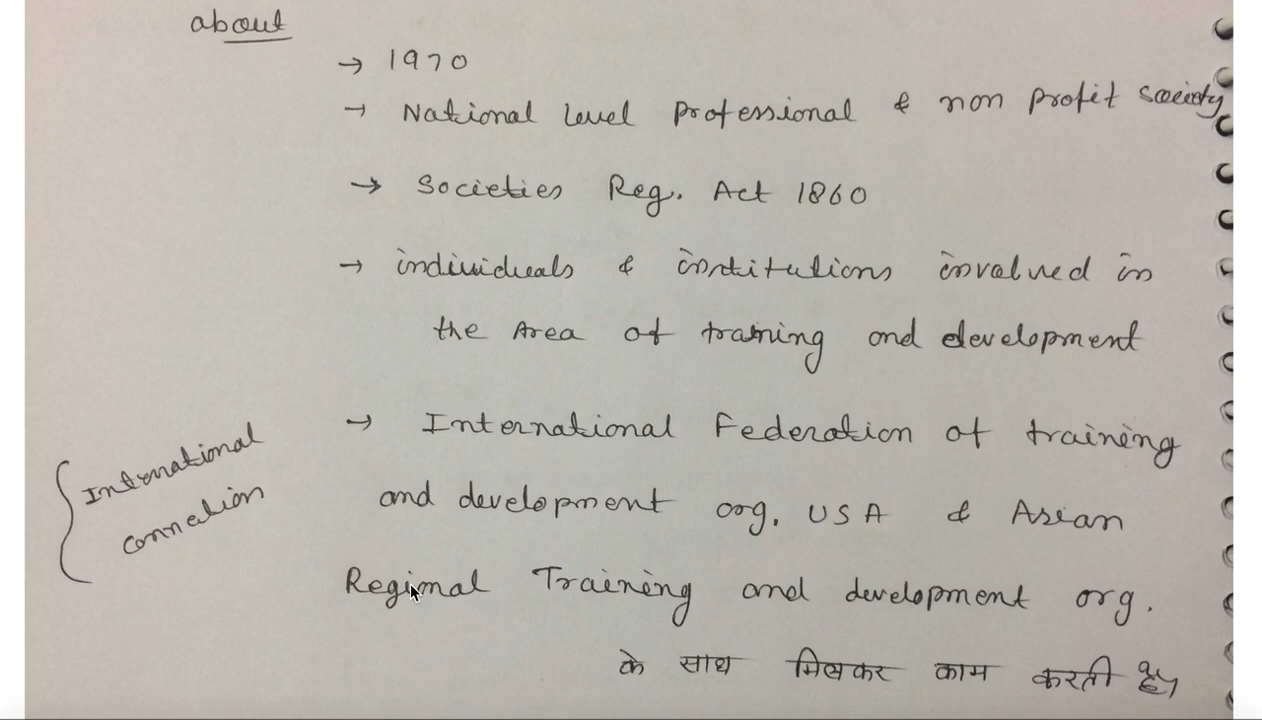 about
→ 1970
→ National level professional & non profit society
→ Societies Reg. Act 1860
→ individuals & institutions involved in
the Area of training and development
→ International Federation of training
and development org. USA & Asian
Regional Training and development org.
के साथ मिलकर काम करती है
International
connection